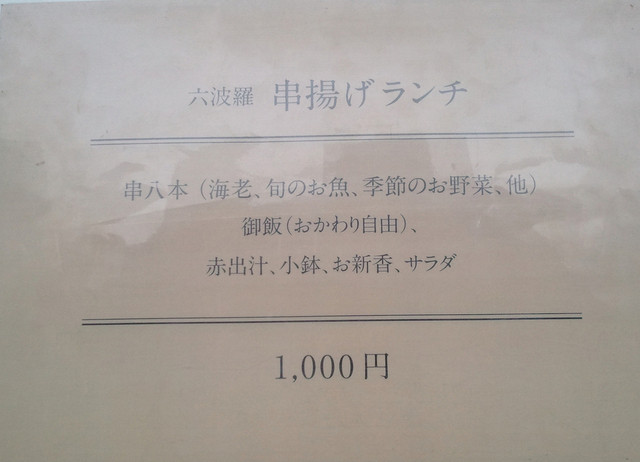 六波羅 串揚げランチ
串八本（海老、旬のお魚、季節のお野菜、他）
御飯（おかわり自由）、
赤出汁、小鉢、お新香、サラダ
1,000円